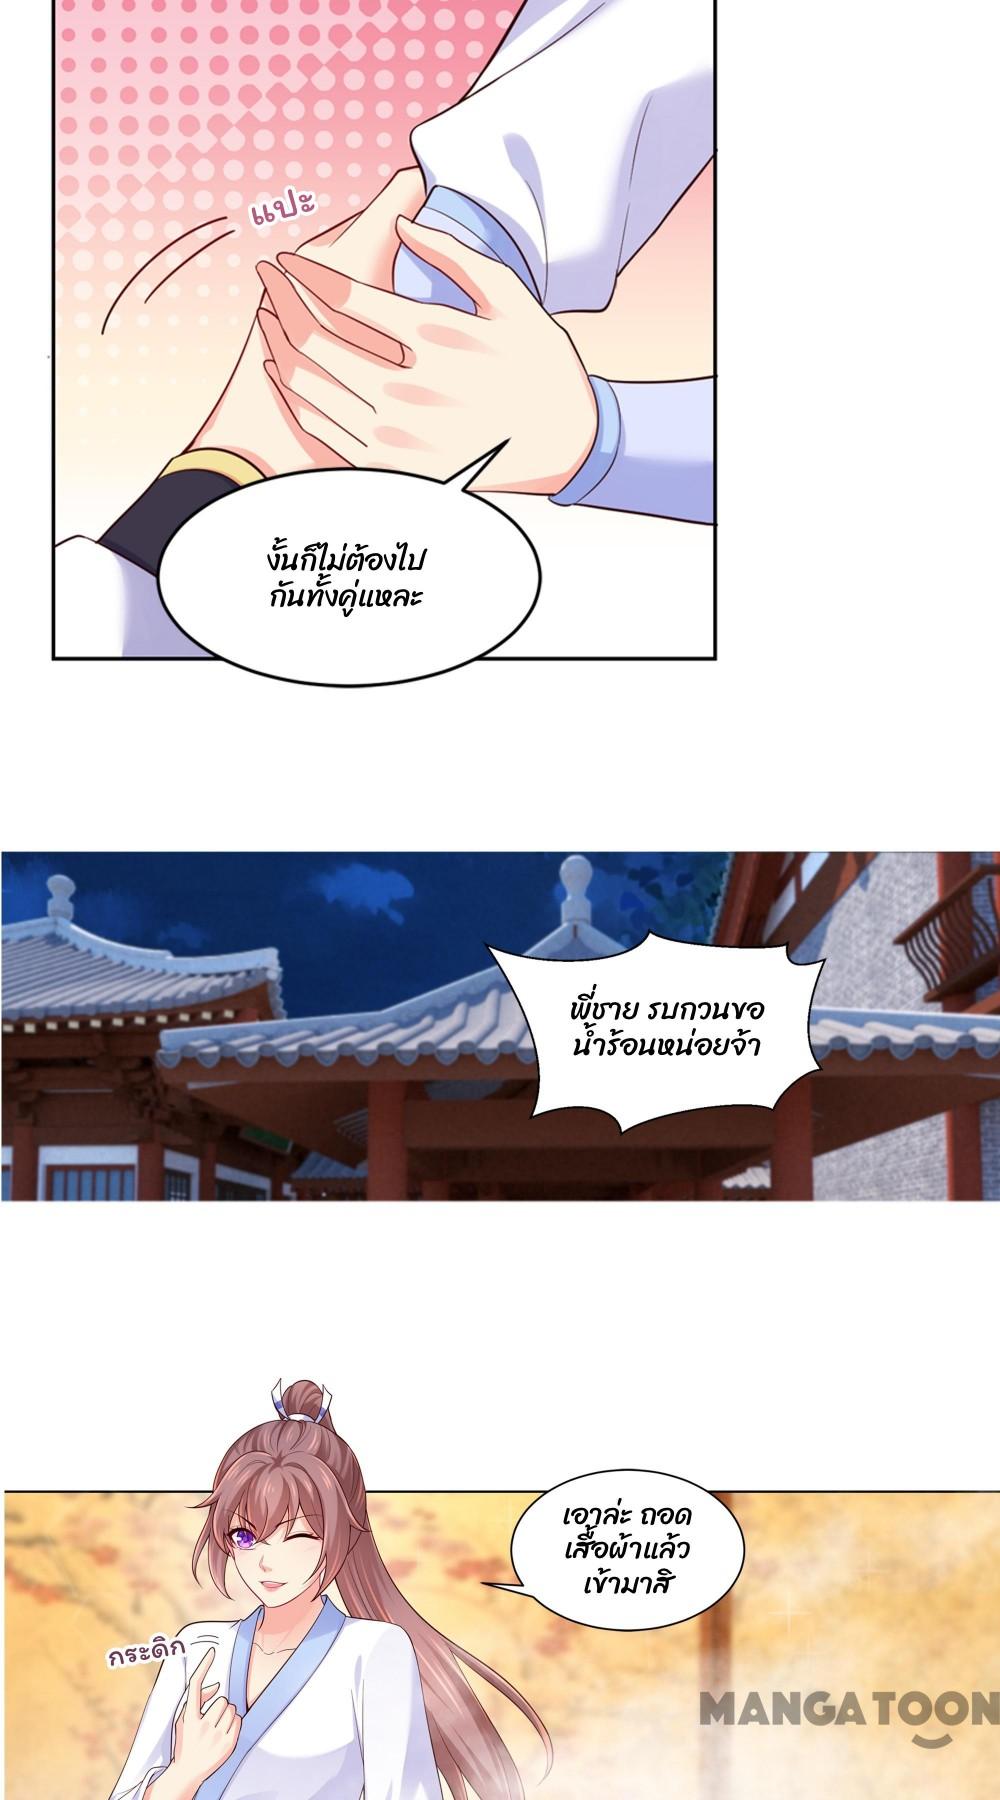 แปะ
งั้นก็ไม่ต้องไป
กันทั้งคู่แหละ
พี่ชาย รบกวนขอ
น้ำร้อนหน่อยจ้า
เอาล่ะ ถอด
เสื้อผ้าแล้ว
เข้ามาสิ
กระดิก
MANGATOON